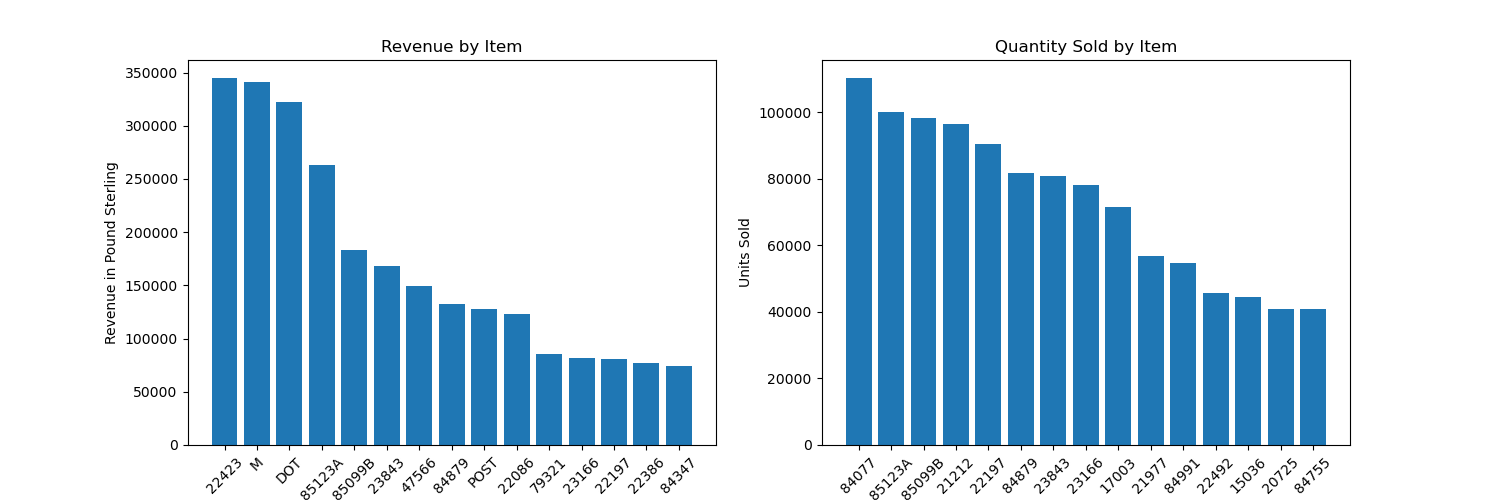 Revenue by Item
Revenue in Pound Sterling
350000
300000
250000
200000
150000
100000
50000
0
22423 M DOT 85123A 85099B 23843 47566 84879 POST 22086 79321 23166 22197 22386 84347
Quantity Sold by Item
Units Sold
100000
80000
60000
40000
20000
0
84077 85123A 85099B 21212 22197 84879 23843 23166 17003 21977 84991 22492 15036 20725 84755